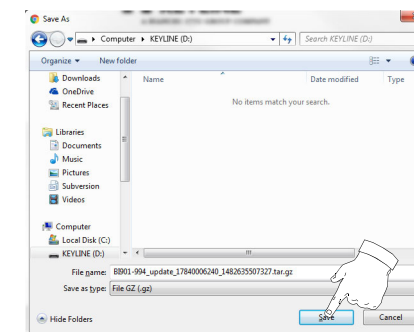 Save As
Computer ▸ KEYLINE (D:)
Search KEYLINE (D:)
Organize
New folder
Downloads
OneDrive
Recent Places
Libraries
Documents
Music
Pictures
Subversion
Videos
Computer
Local Disk (C:)
KEYLINE (D:)
Name
Date modified
Type
No items match your search.
File name: BI901-994_update_17840006240_1482635507327.tar.gz
Save as type: File GZ (.gz)
Hide Folders
Save
Cancel